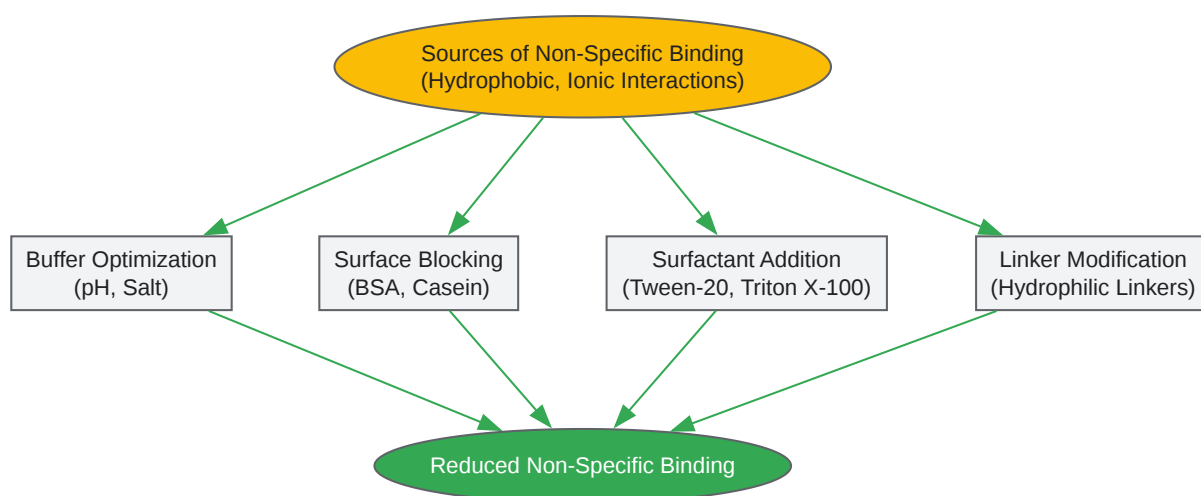 Sources of Non-Specific Binding
(Hydrophobic, Ionic Interactions)
Buffer Optimization
(pH, Salt)
Surface Blocking
(BSA, Casein)
Surfactant Addition
(Tween-20, Triton X-100)
Linker Modification
(Hydrophilic Linkers)
Reduced Non-Specific Binding